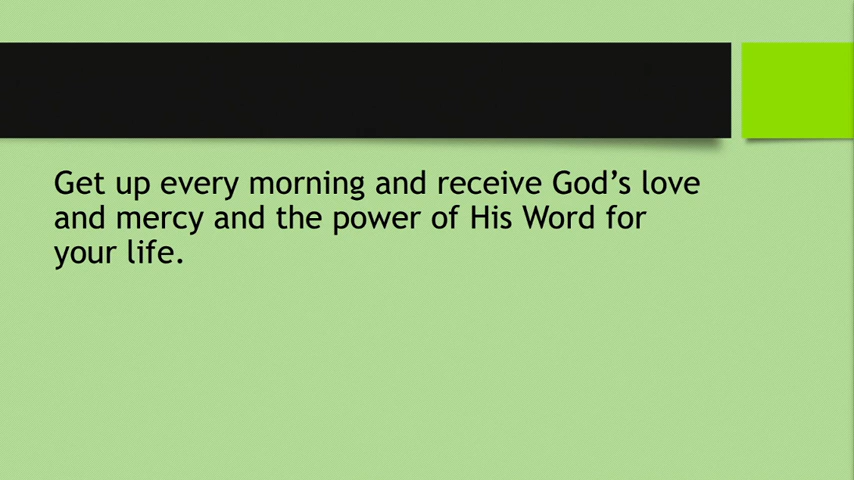 Get up every morning and receive God’s love
and mercy and the power of His Word for
your life.